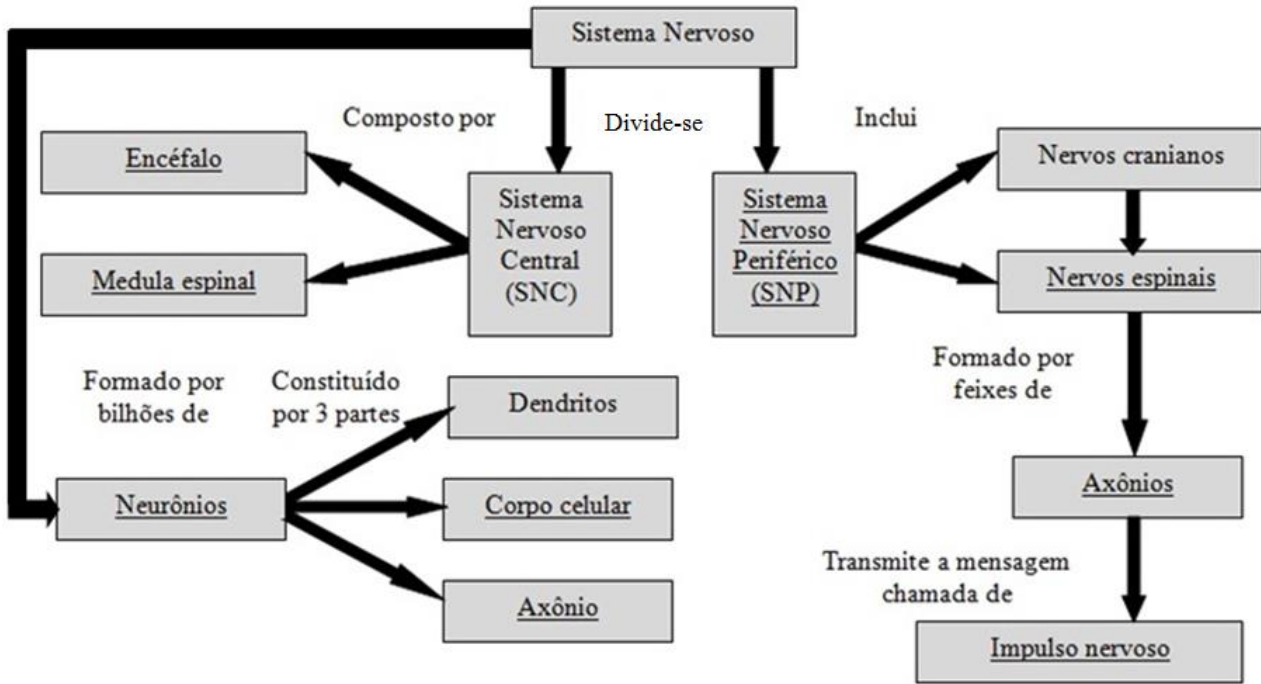 Sistema Nervoso
Composto por
Divide-se
Inclui
Encéfalo
Medula espinal
Sistema
Nervoso
Central
(SNC)
Sistema
Nervoso
Periférico
(SNP)
Nervos cranianos
Nervos espinais
Formado por
bilhões de
Constituído
por 3 partes
Dendritos
Neurônios
Corpo celular
Axônio
Formado por
feixes de
Axônios
Transmite a mensagem
chamada de
Impulso nervoso